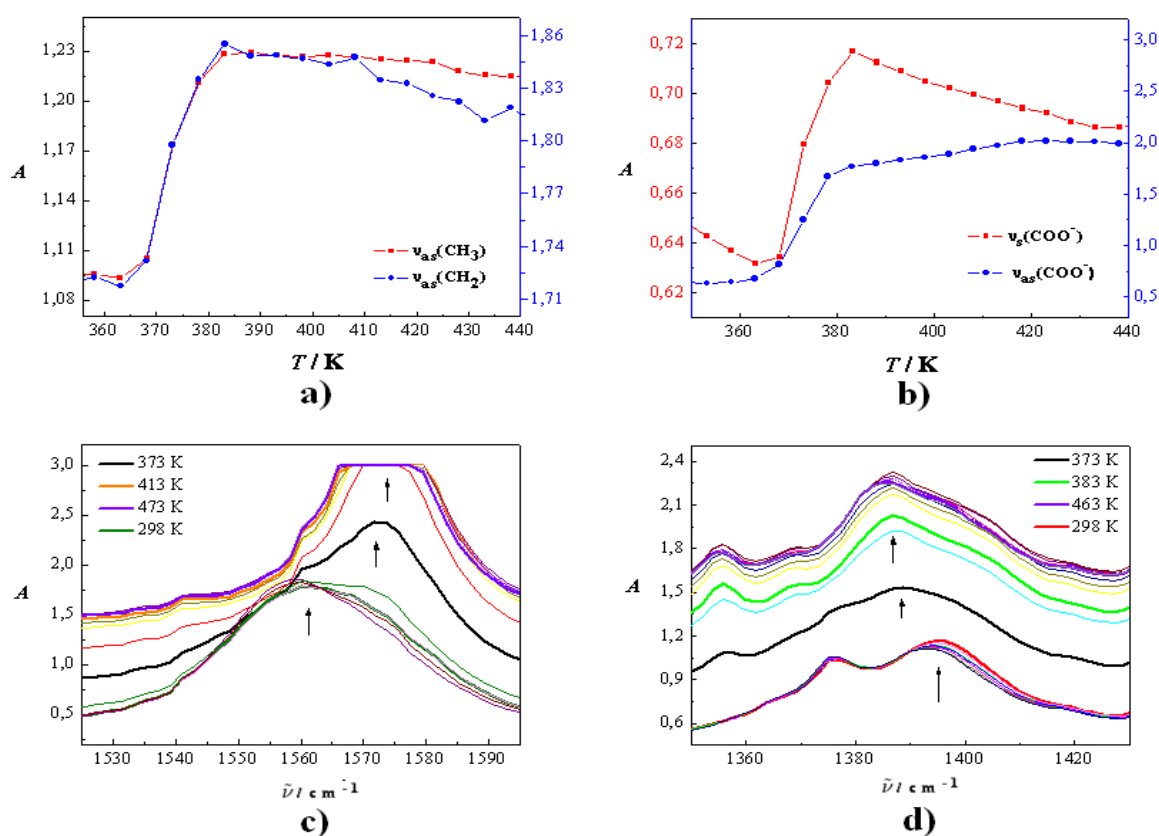 A
1,23
1,20
1,17
1,14
1,11
1,08
1,86
1,83
1,80
1,77
1,74
1,71
υas(CH3)
υas(CH2)
360 370 380 390 400 410 420 430 440
T / K
a)
A
0,72
0,70
0,68
0,66
0,64
0,62
3,0
2,5
2,0
1,5
1,0
0,5
υs(COO-)
υas(COO-)
360 380 400 420 440
T / K
b)
A
3,0
2,5
2,0
1,5
1,0
0,5
373 K
413 K
473 K
298 K
1530 1540 1550 1560 1570 1580 1590
ν̃ / cm-1
c)
A
2,4
2,1
1,8
1,5
1,2
0,9
0,6
373 K
383 K
463 K
298 K
1360 1380 1400 1420
ν̃ / cm-1
d)